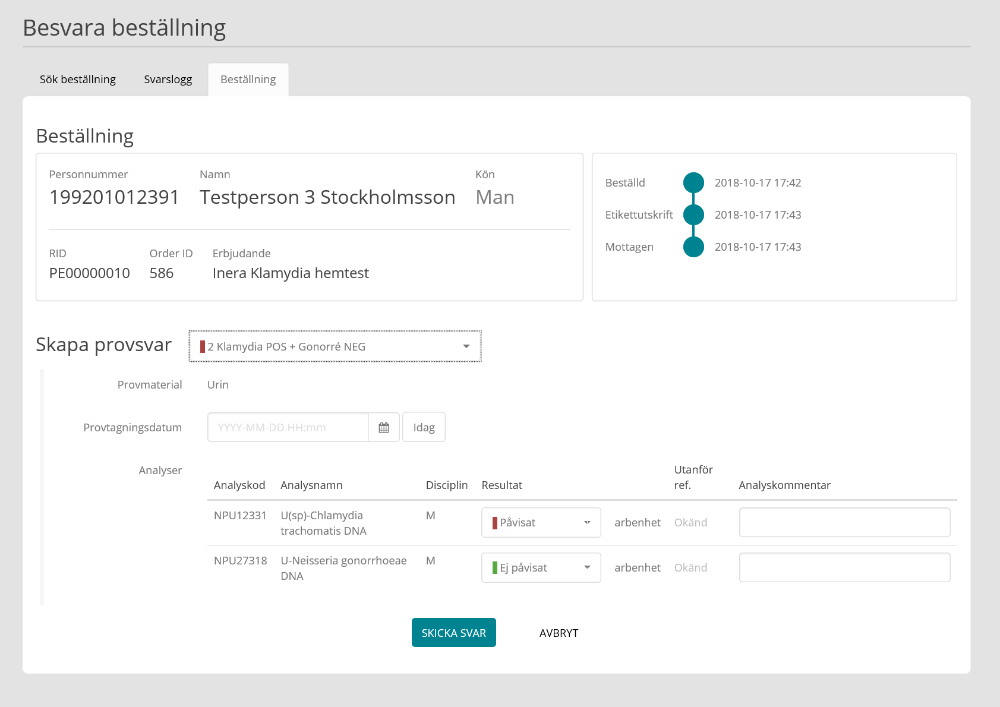 Besvara beställning
Sök beställning Svarslogg Beställning
Beställning
Personnummer Namn Kön
199201012391 Testperson 3 Stockholmsson Man
RID Order ID Erbjudande
PE00000010 586 Inera Klamydia hemtest
Beställd 2018-10-17 17:42
Etikettutskrift 2018-10-17 17:43
Mottagen 2018-10-17 17:43
Skapa provsvar 2 Klamydia POS + Gonorré NEG
Provmaterial Urin
Provtagningsdatum YYYY-MM-DD HH:mm Idag
Analyser
Analyskod Analysnamn Disciplin Resultat Utanför ref. Analyskommentar
NPU12331 U(sp)-Chlamydia trachomatis DNA M Påvisat arbenhet Okänd
NPU27318 U-Neisseria gonorrhoeae DNA M Ej påvisat arbenhet Okänd
SKICKA SVAR AVBRYT